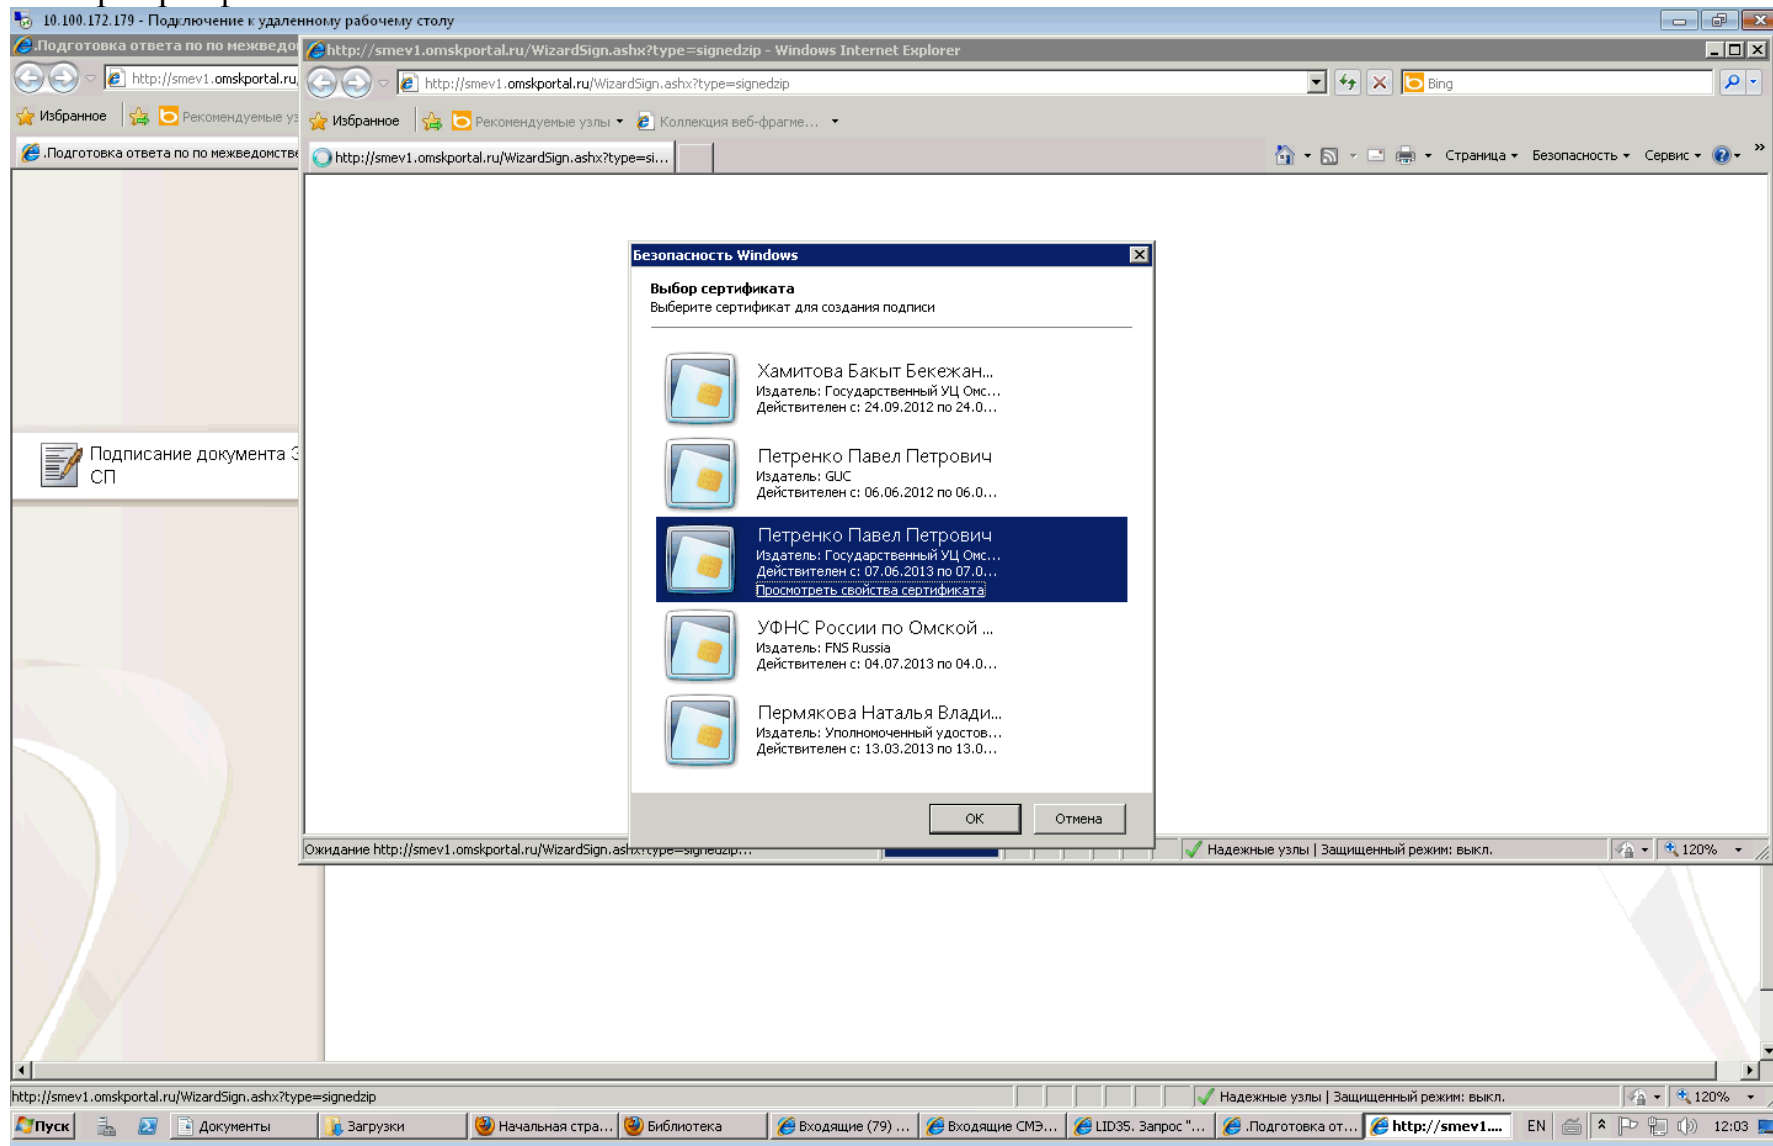 10.100.172.179 - Подключение к удаленному рабочему столу
.Подготовка ответа по по межведо
http://smev1.omskportal.ru/WizardSign.ashx?type=signedzip - Windows Internet Explorer
http://smev1.omskportal.ru,
http://smev1.omskportal.ru/WizardSign.ashx?type=signedzip
Bing
Избранное
Рекомендуемые уз
Избранное
Рекомендуемые узлы
Коллекция веб-фрагме...
.Подготовка ответа по по межведомстве
http://smev1.omskportal.ru/WizardSign.ashx?type=si...
Страница
Безопасность
Сервис
»
Безопасность Windows
Выбор сертификата
Выберите сертификат для создания подписи
Хамитова Бакыт Бекежан...
Издатель: Государственный УЦ Омс...
Действителен с: 24.09.2012 по 24.0...
Петренко Павел Петрович
Издатель: GUC
Действителен с: 06.06.2012 по 06.0...
Петренко Павел Петрович
Издатель: Государственный УЦ Омс...
Действителен с: 07.06.2013 по 07.0...
Просмотреть свойства сертификата
УФНС России по Омской ...
Издатель: FNS Russia
Действителен с: 04.07.2013 по 04.0...
Пермякова Наталья Влади...
Издатель: Уполномоченный удостов...
Действителен с: 13.03.2013 по 13.0...
OK
Отмена
Подписание документа Э
СП
Ожидание http://smev1.omskportal.ru/WizardSign.ashx?type=signedzip...
Надежные узлы | Защищенный режим: выкл.
120%
http://smev1.omskportal.ru/WizardSign.ashx?type=signedzip
Надежные узлы | Защищенный режим: выкл.
120%
Пуск
Документы
Загрузки
Начальная стра...
Библиотека
Входящие (79) ...
Входящие СМЭ...
LID35. Запрос "...
.Подготовка от...
http://smev1....
EN
12:03